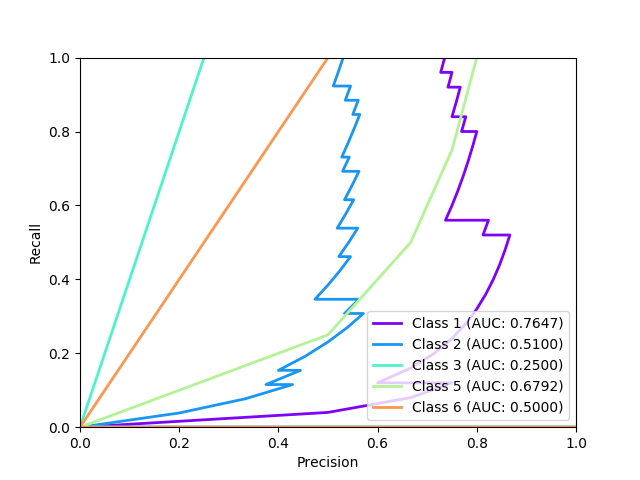 1.0
0.8
0.6
0.4
0.2
0.0
Recall
Class 1 (AUC: 0.7647)
Class 2 (AUC: 0.5100)
Class 3 (AUC: 0.2500)
Class 5 (AUC: 0.6792)
Class 6 (AUC: 0.5000)
0.0 0.2 0.4 0.6 0.8 1.0
Precision